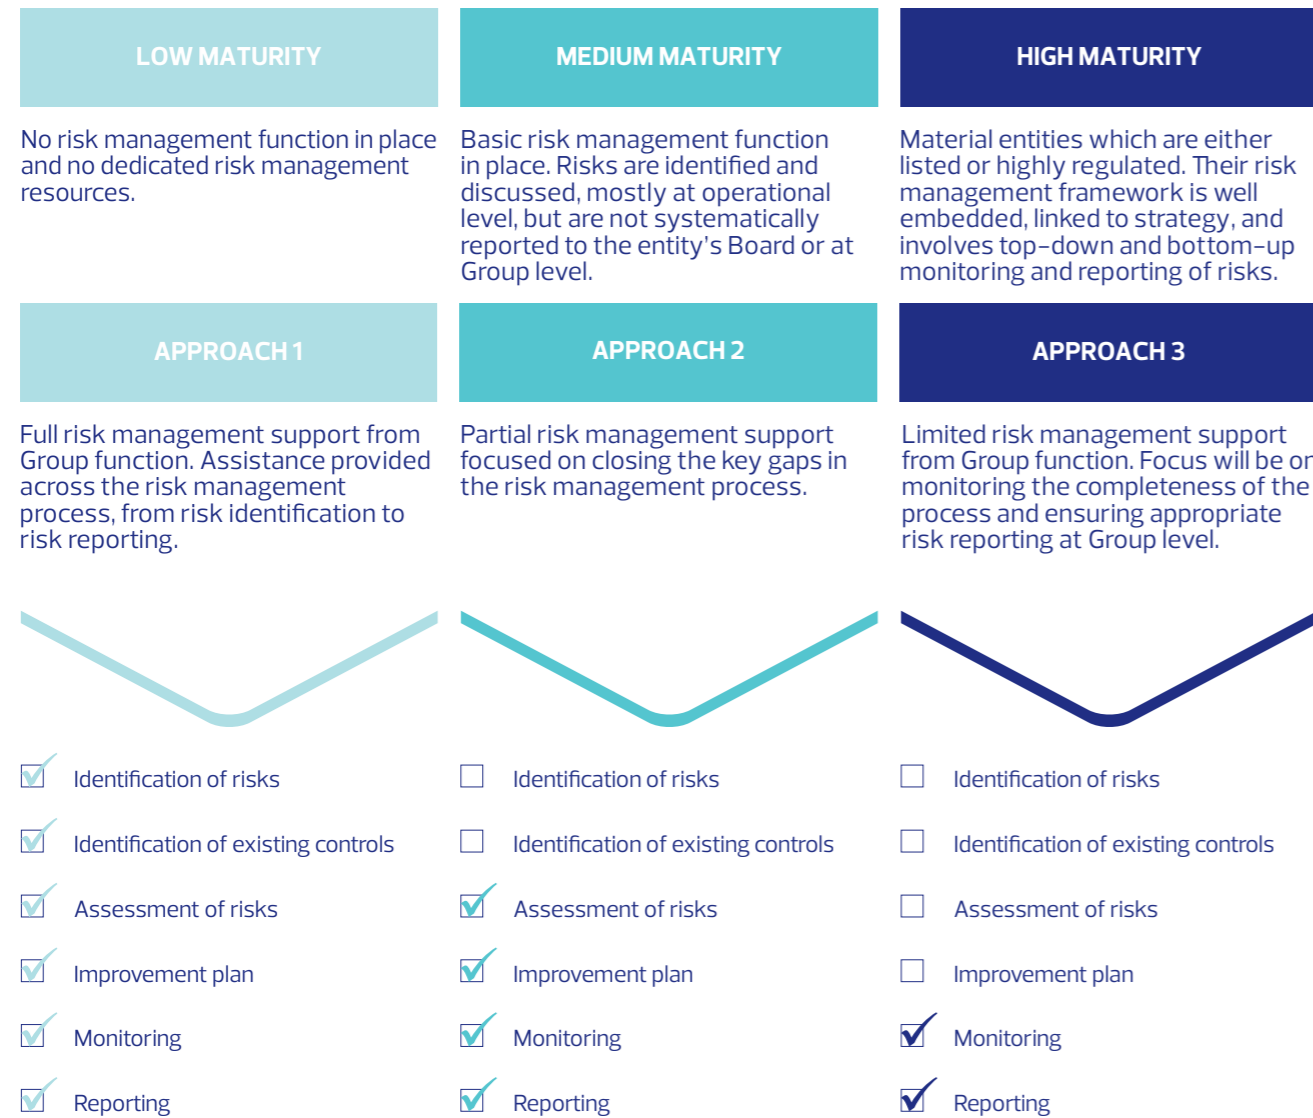 LOW MATURITY
No risk management function in place
and no dedicated risk management
resources.
MEDIUM MATURITY
Basic risk management function
in place. Risks are identified and
discussed, mostly at operational
level, but are not systematically
reported to the entity's Board or at
Group level.
HIGH MATURITY
Material entities which are either
listed or highly regulated. Their risk
management framework is well
embedded, linked to strategy, and
involves top-down and bottom-up
monitoring and reporting of risks.
APPROACH 1
Full risk management support from
Group function. Assistance provided
across the risk management
process, from risk identification to
risk reporting.
APPROACH 2
Partial risk management support
focused on closing the key gaps in
the risk management process.
APPROACH 3
Limited risk management support
from Group function. Focus will be on
monitoring the completeness of the
process and ensuring appropriate
risk reporting at Group level.
Identification of risks
Identification of existing controls
Assessment of risks
Improvement plan
Monitoring
Reporting
Identification of risks
Identification of existing controls
Assessment of risks
Improvement plan
Monitoring
Reporting
Identification of risks
Identification of existing controls
Assessment of risks
Improvement plan
Monitoring
Reporting